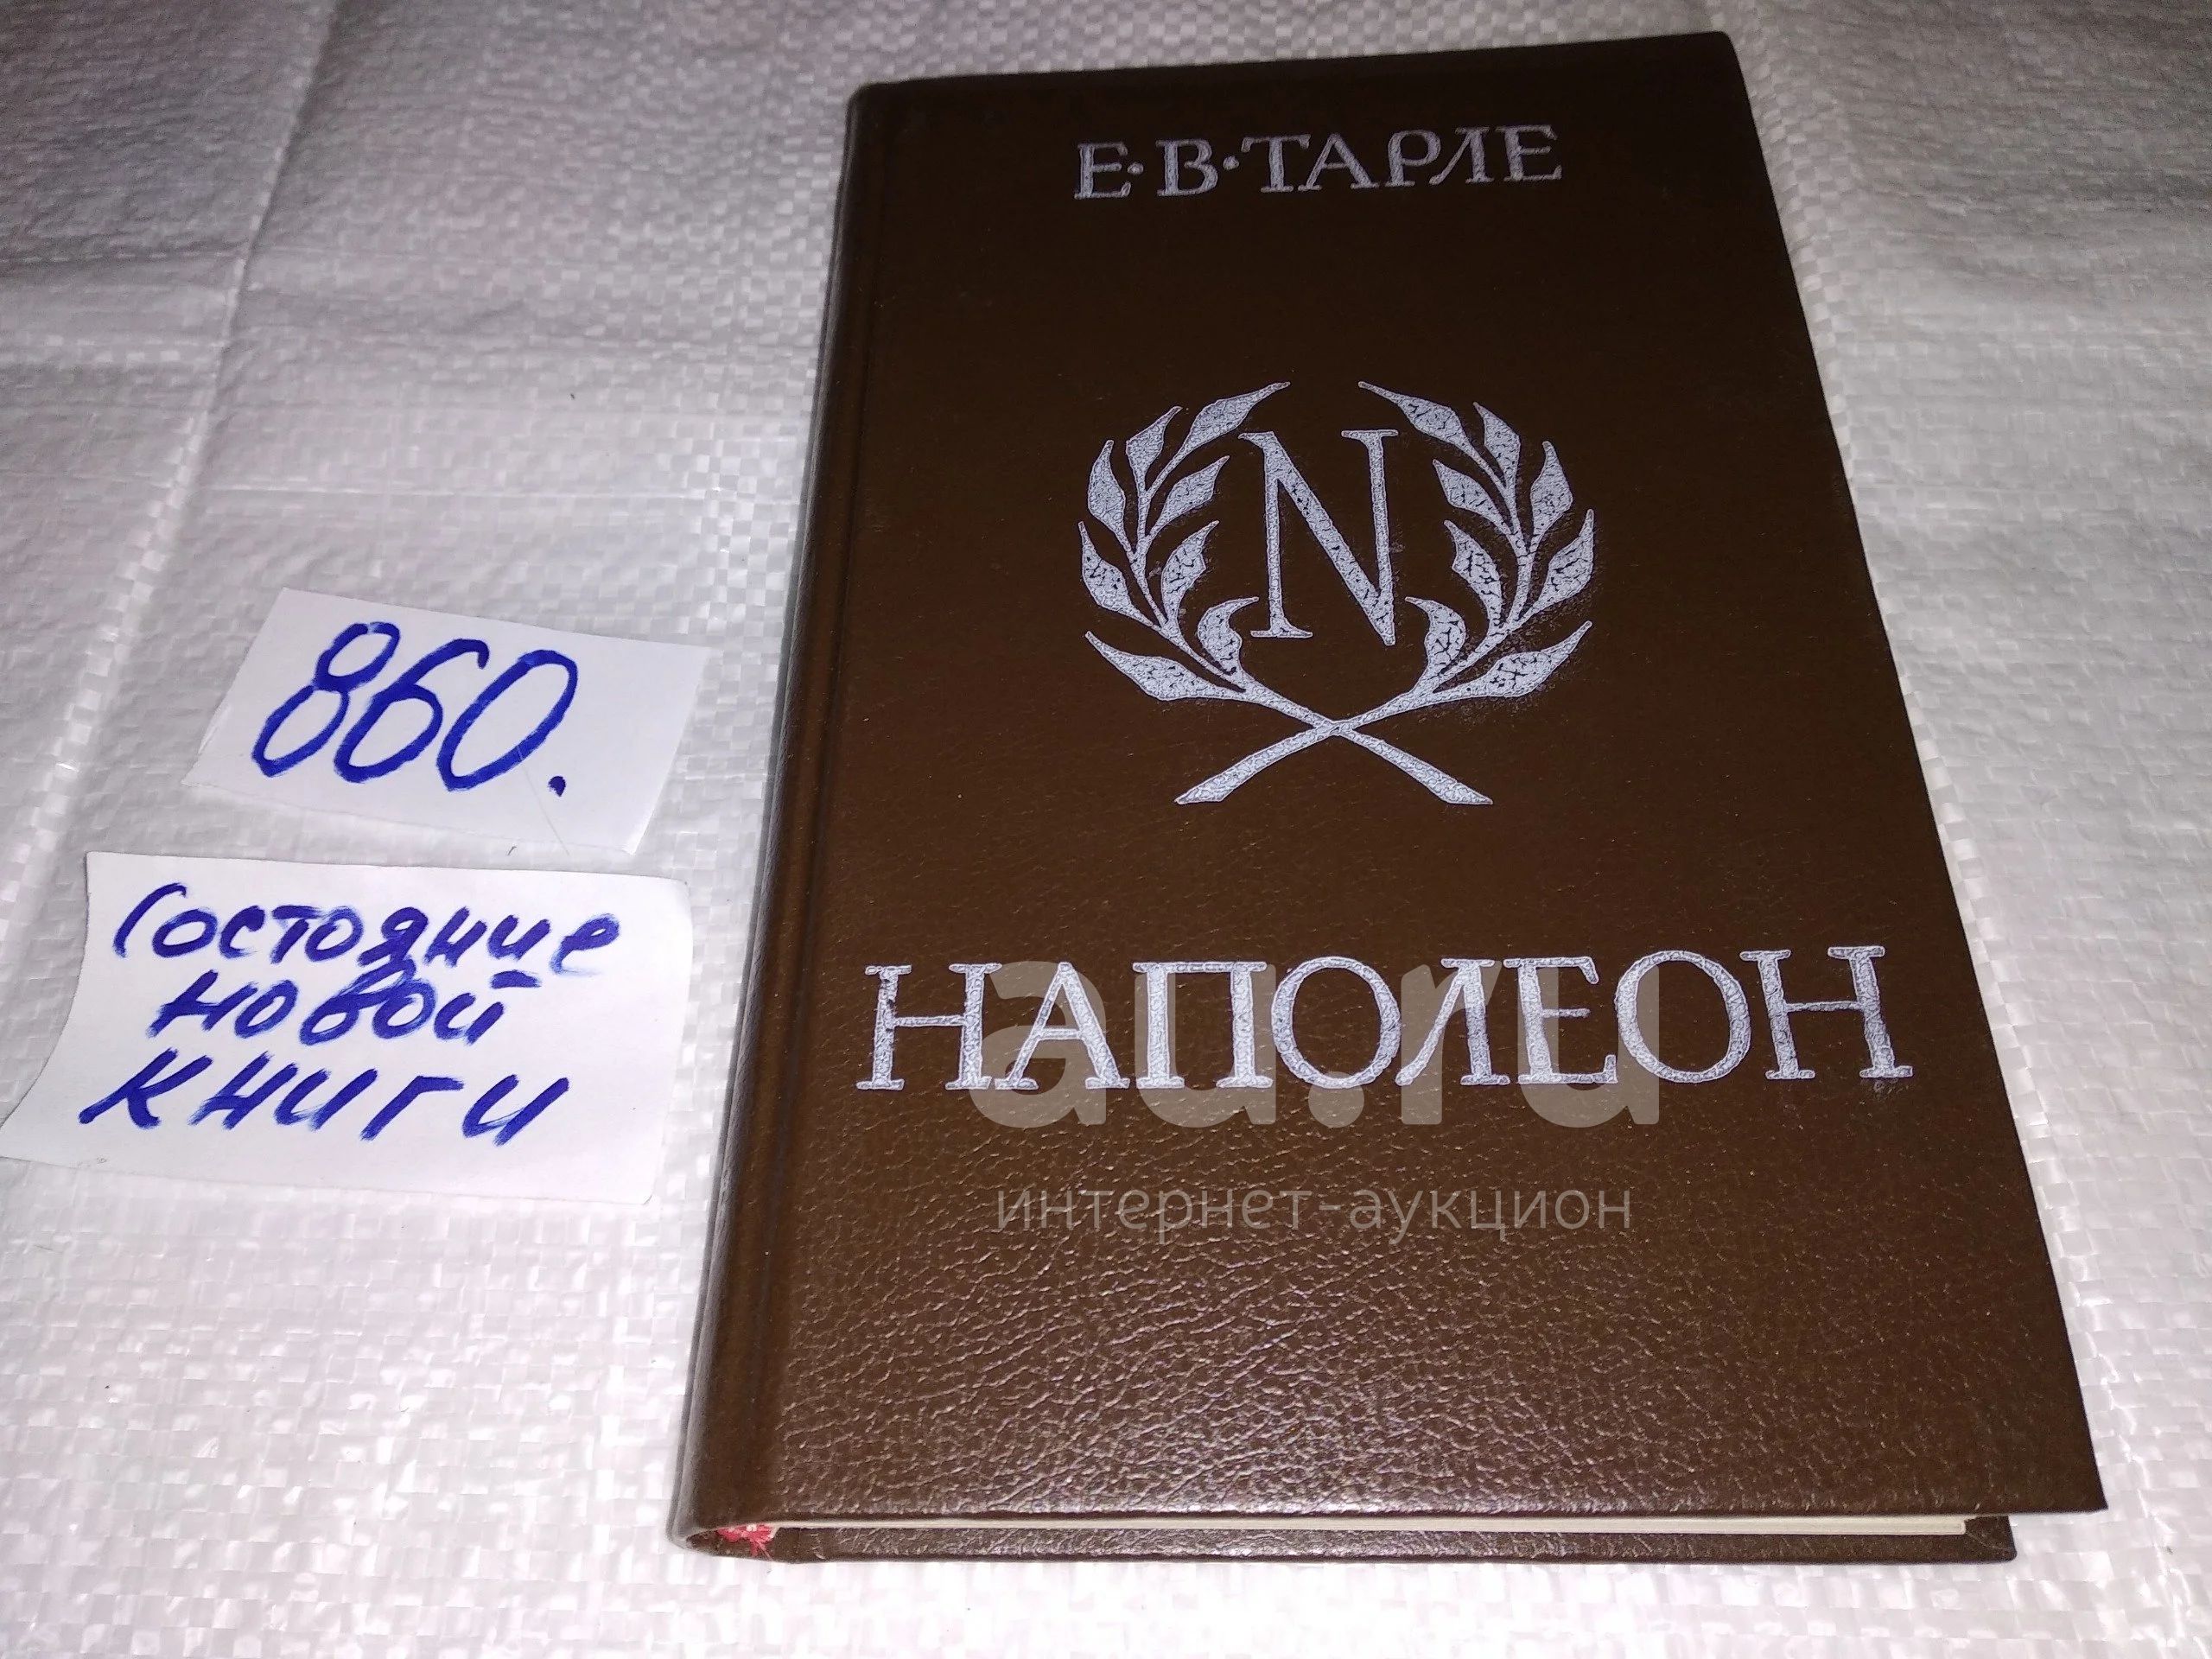 Е·В·ТАРЛЕ
N
НАПОЛЕОН
au.ru
интернет-аукцион
860.
Состояние
новой
книги